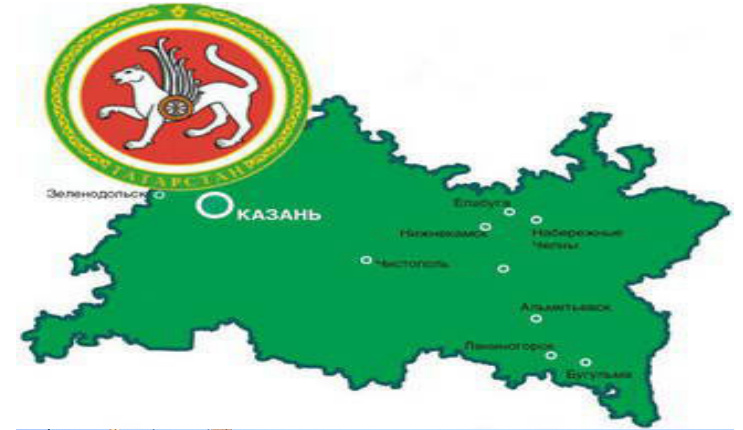 ТАТАРСТАН
Зеленодольск
КАЗАНЬ
Елабуга
Нижнекамск
Набережные
Челны
Чистополь
Альметьевск
Лениногорск
Бугульма